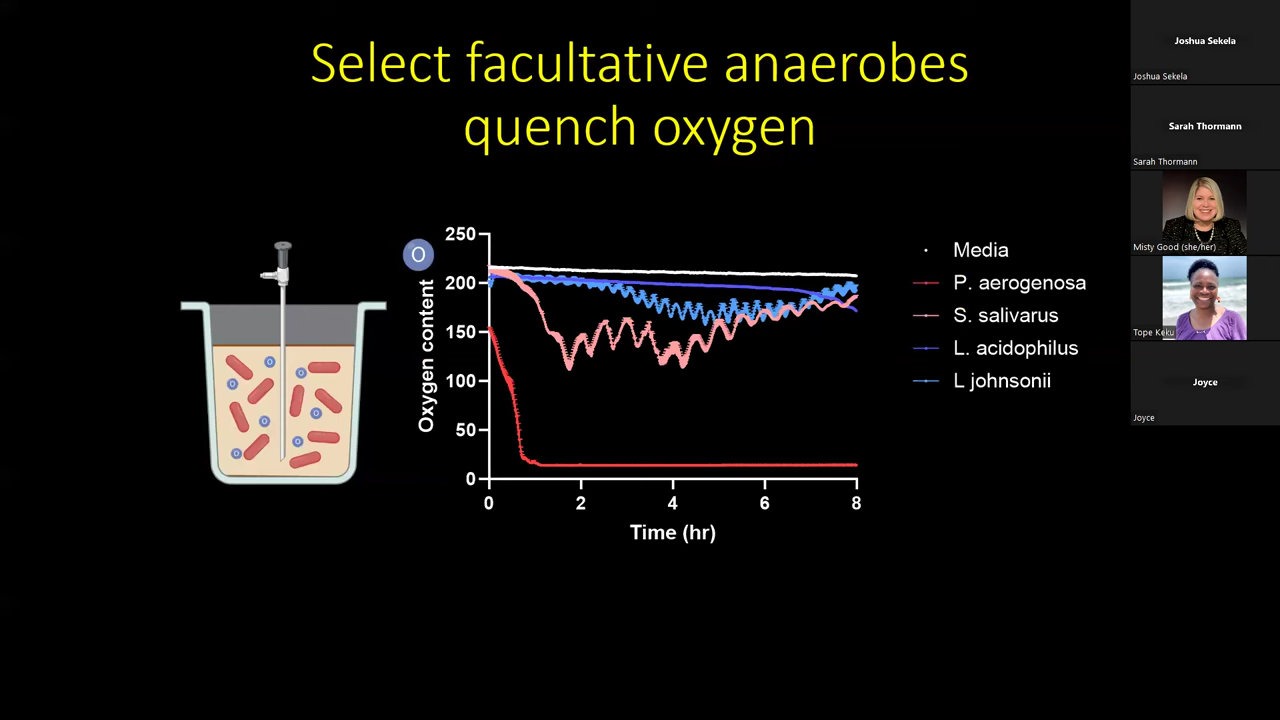 Select facultative anaerobes
quench oxygen
O
250
200
150
100
50
0
Oxygen content
0 2 4 6 8
Time (hr)
Media
P. aerogenosa
S. salivarus
L. acidophilus
L johnsonii
O
O
O
O
O
O
O
Joshua Sekela
Joshua Sekela
Sarah Thormann
Sarah Thormann
Misty Good (she/her)
Tope Keku
Joyce
Joyce